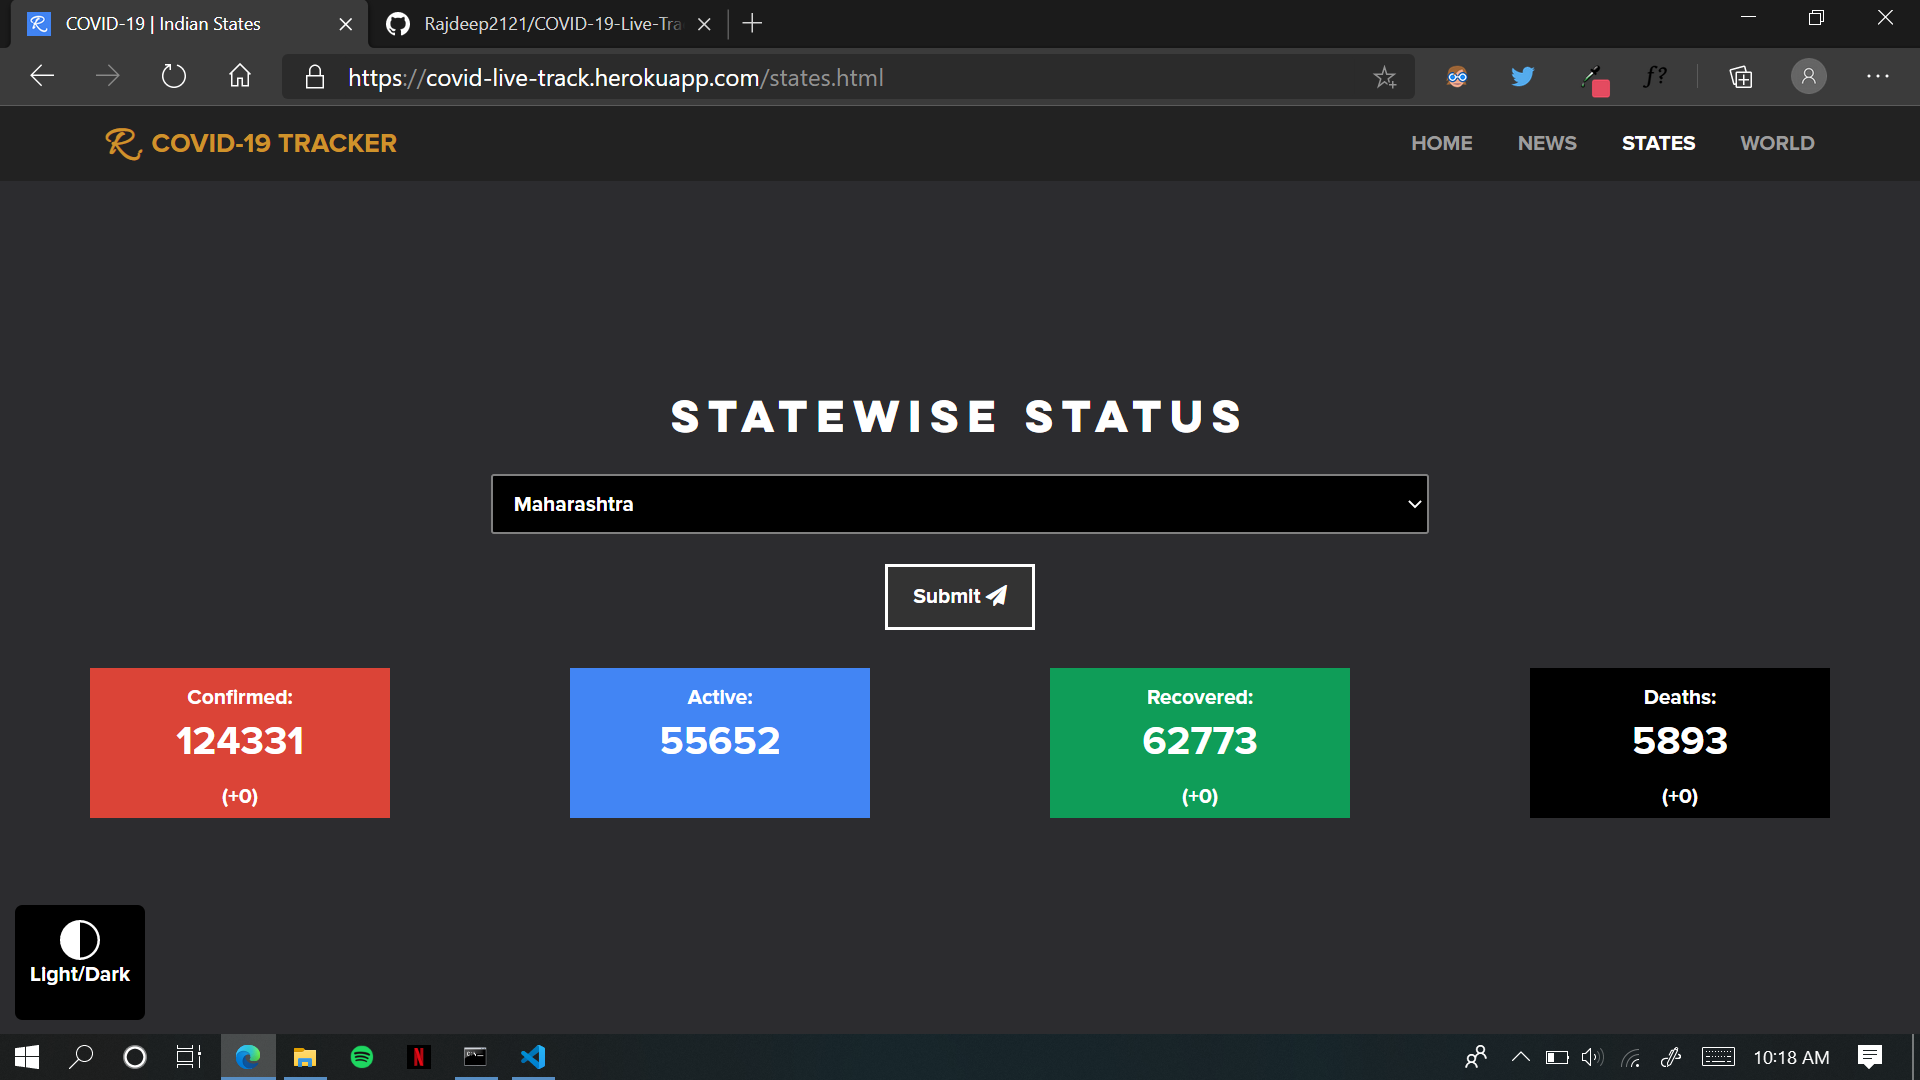 COVID-19 | Indian States
Rajdeep2121/COVID-19-Live-Tra
https://covid-live-track.herokuapp.com/states.html
f?
R COVID-19 TRACKER
HOME
NEWS
STATES
WORLD
STATEWISE STATUS
Maharashtra
Submit
Confirmed:
124331
(+0)
Active:
55652
Recovered:
62773
(+0)
Deaths:
5893
(+0)
Light/Dark
N
10:18 AM